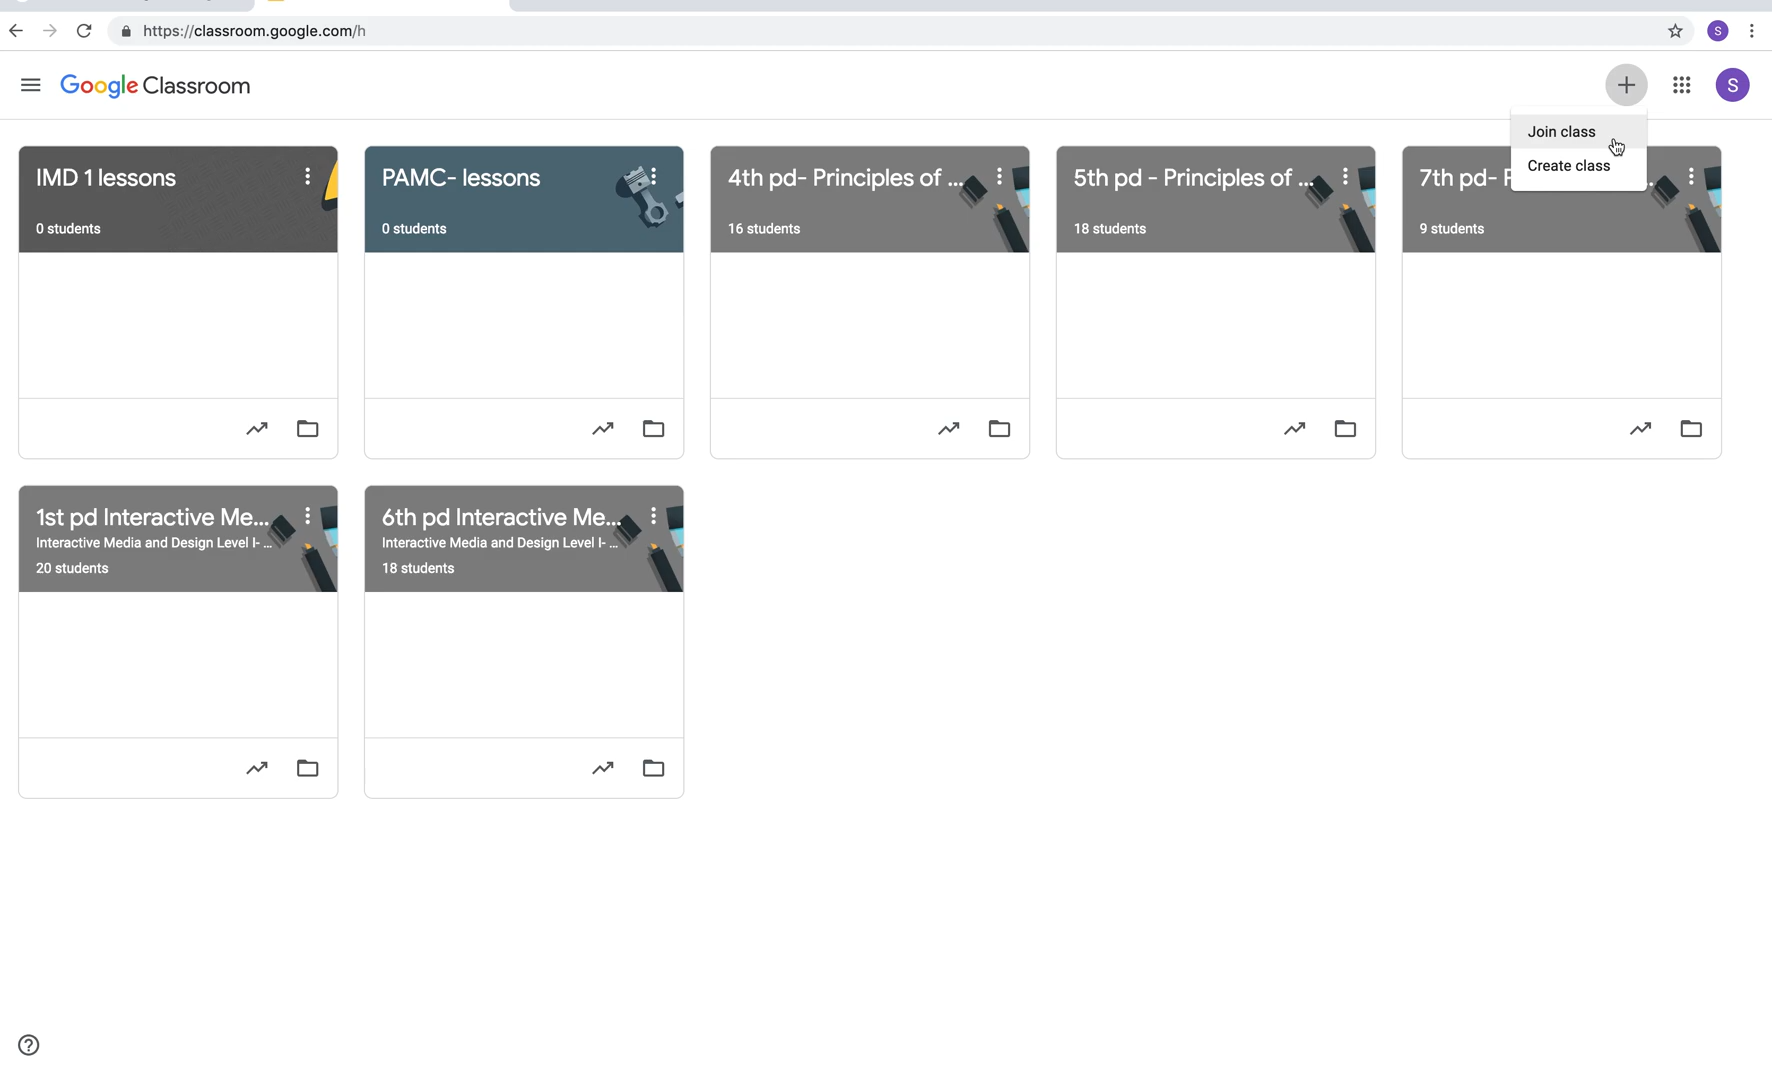 https://classroom.google.com/h
S
Google Classroom
S
Join class
Create class
IMD 1 lessons
0 students
PAMC- lessons
0 students
4th pd- Principles of ...
16 students
5th pd - Principles of ...
18 students
7th pd-
9 students
1st pd Interactive Me...
Interactive Media and Design Level I- ...
20 students
6th pd Interactive Me...
Interactive Media and Design Level I- ...
18 students
?